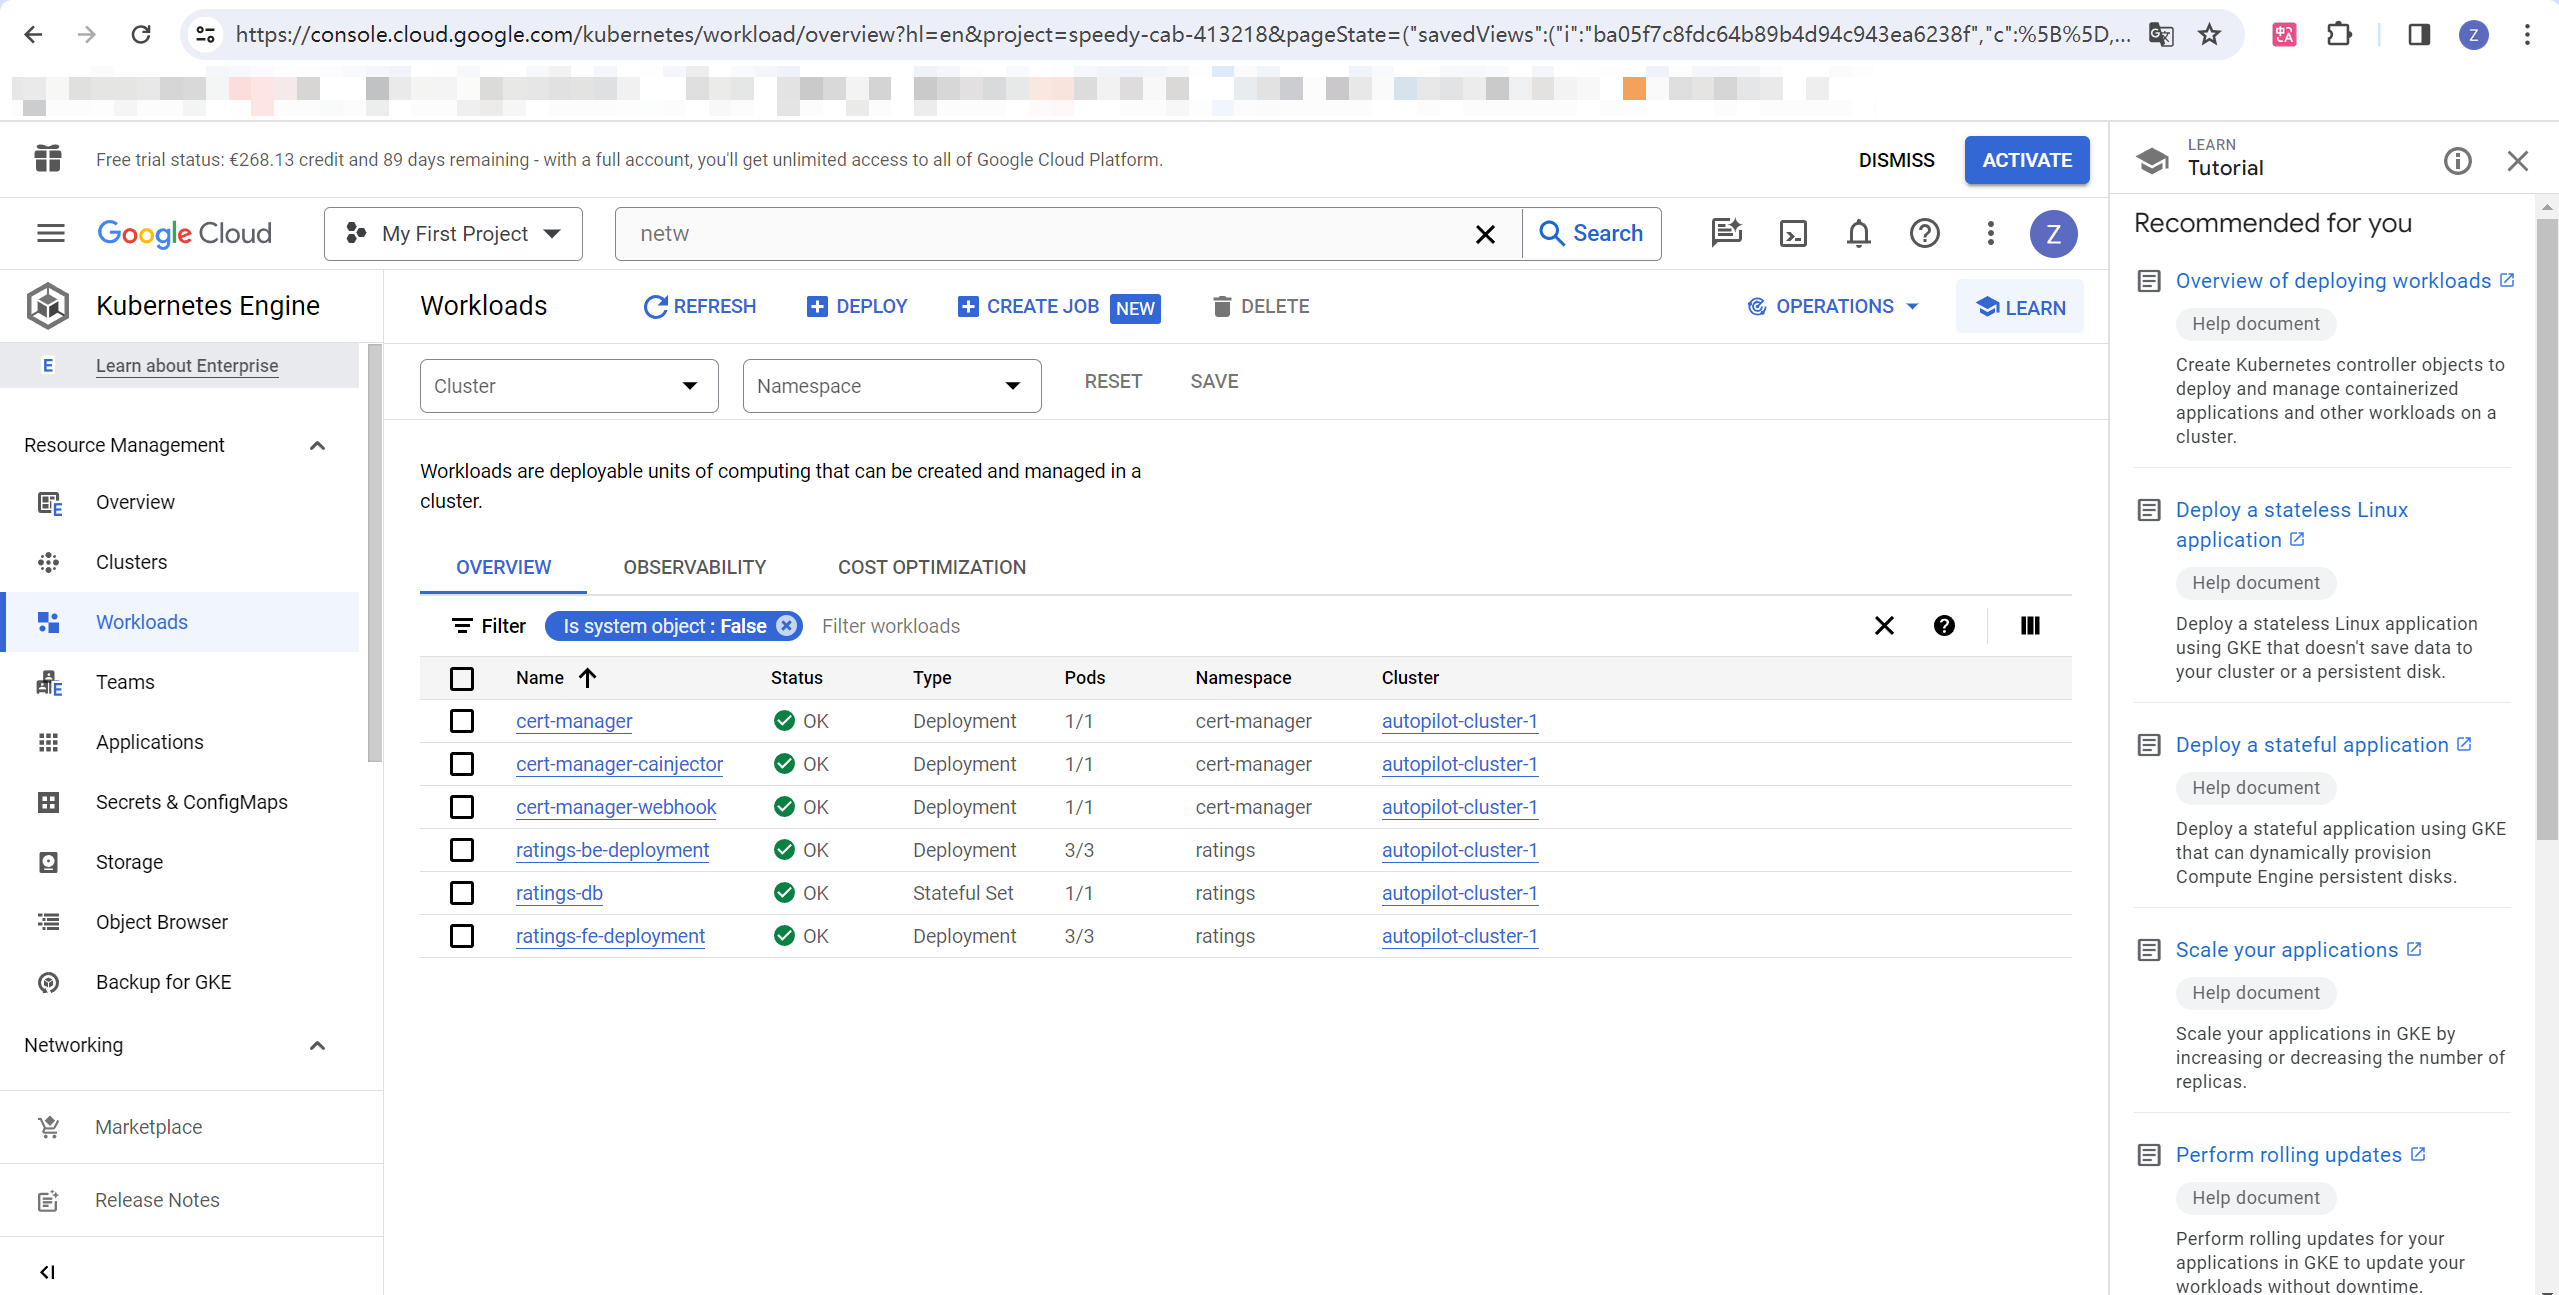 https://console.cloud.google.com/kubernetes/workload/overview?hl=en&project=speedy-cab-413218&pageState=("savedViews":("i":"ba05f7c8fdc64b89b4d94c943ea6238f","c":%5B%5D,...
Z
Free trial status: €268.13 credit and 89 days remaining - with a full account, you'll get unlimited access to all of Google Cloud Platform.
DISMISS
ACTIVATE
Google Cloud
My First Project
netw
Search
Z
Kubernetes Engine
E
Learn about Enterprise
Resource Management
Overview
Clusters
Workloads
Teams
Applications
Secrets & ConfigMaps
Storage
Object Browser
Backup for GKE
Networking
Marketplace
Release Notes
Workloads
REFRESH
DEPLOY
CREATE JOB NEW
DELETE
OPERATIONS
LEARN
Cluster
Namespace
RESET
SAVE
Workloads are deployable units of computing that can be created and managed in a
cluster.
OVERVIEW
OBSERVABILITY
COST OPTIMIZATION
Filter
Is system object : False
Filter workloads
Name Status Type Pods Namespace Cluster
cert-manager OK Deployment 1/1 cert-manager autopilot-cluster-1
cert-manager-cainjector OK Deployment 1/1 cert-manager autopilot-cluster-1
cert-manager-webhook OK Deployment 1/1 cert-manager autopilot-cluster-1
ratings-be-deployment OK Deployment 3/3 ratings autopilot-cluster-1
ratings-db OK Stateful Set 1/1 ratings autopilot-cluster-1
ratings-fe-deployment OK Deployment 3/3 ratings autopilot-cluster-1
LEARN
Tutorial
Recommended for you
Overview of deploying workloads
Help document
Create Kubernetes controller objects to
deploy and manage containerized
applications and other workloads on a
cluster.
Deploy a stateless Linux
application
Help document
Deploy a stateless Linux application
using GKE that doesn't save data to
your cluster or a persistent disk.
Deploy a stateful application
Help document
Deploy a stateful application using GKE
that can dynamically provision
Compute Engine persistent disks.
Scale your applications
Help document
Scale your applications in GKE by
increasing or decreasing the number of
replicas.
Perform rolling updates
Help document
Perform rolling updates for your
applications in GKE to update your
workloads without downtime.